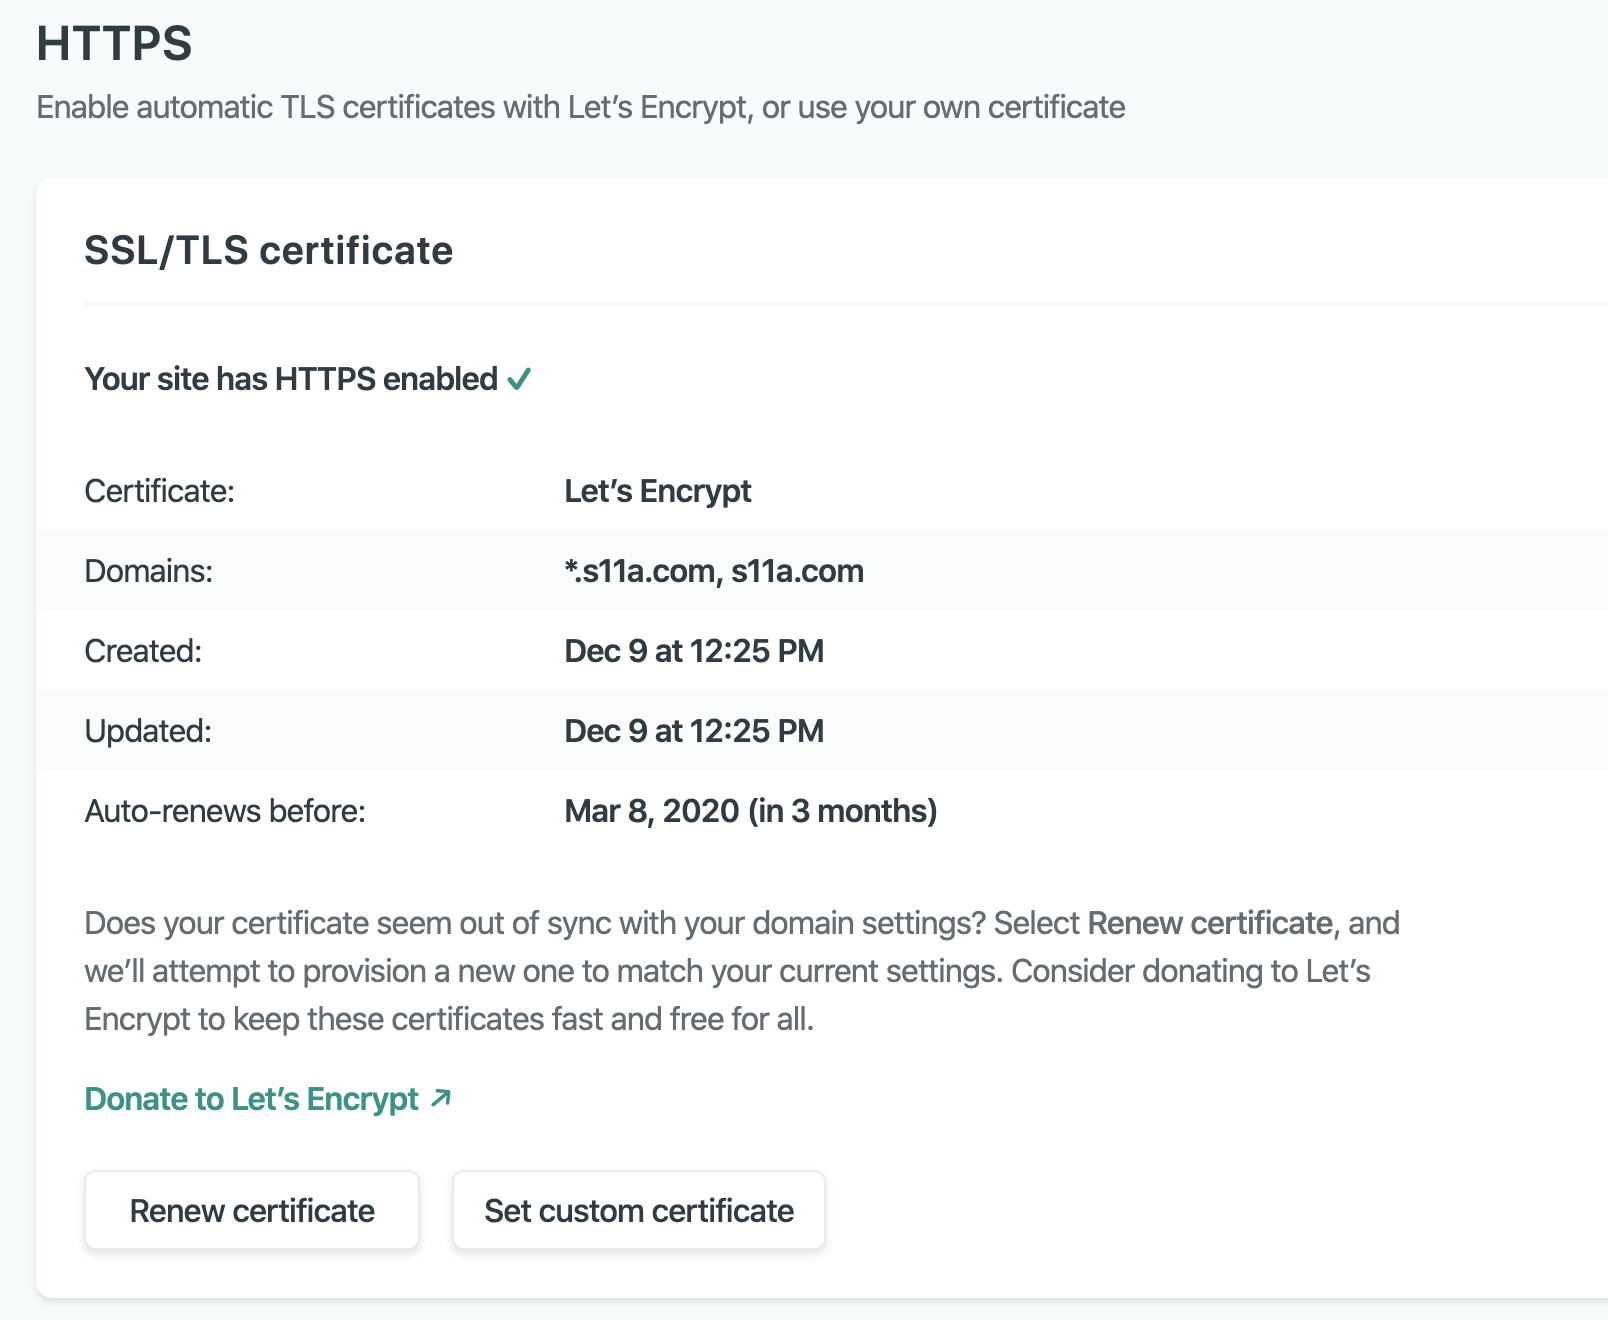 HTTPS
Enable automatic TLS certificates with Let’s Encrypt, or use your own certificate
SSL/TLS certificate
Your site has HTTPS enabled ✓
Certificate: Let’s Encrypt
Domains: *.s11a.com, s11a.com
Created: Dec 9 at 12:25 PM
Updated: Dec 9 at 12:25 PM
Auto-renews before: Mar 8, 2020 (in 3 months)
Does your certificate seem out of sync with your domain settings? Select Renew certificate, and
we’ll attempt to provision a new one to match your current settings. Consider donating to Let’s
Encrypt to keep these certificates fast and free for all.
Donate to Let’s Encrypt ↗
Renew certificate Set custom certificate